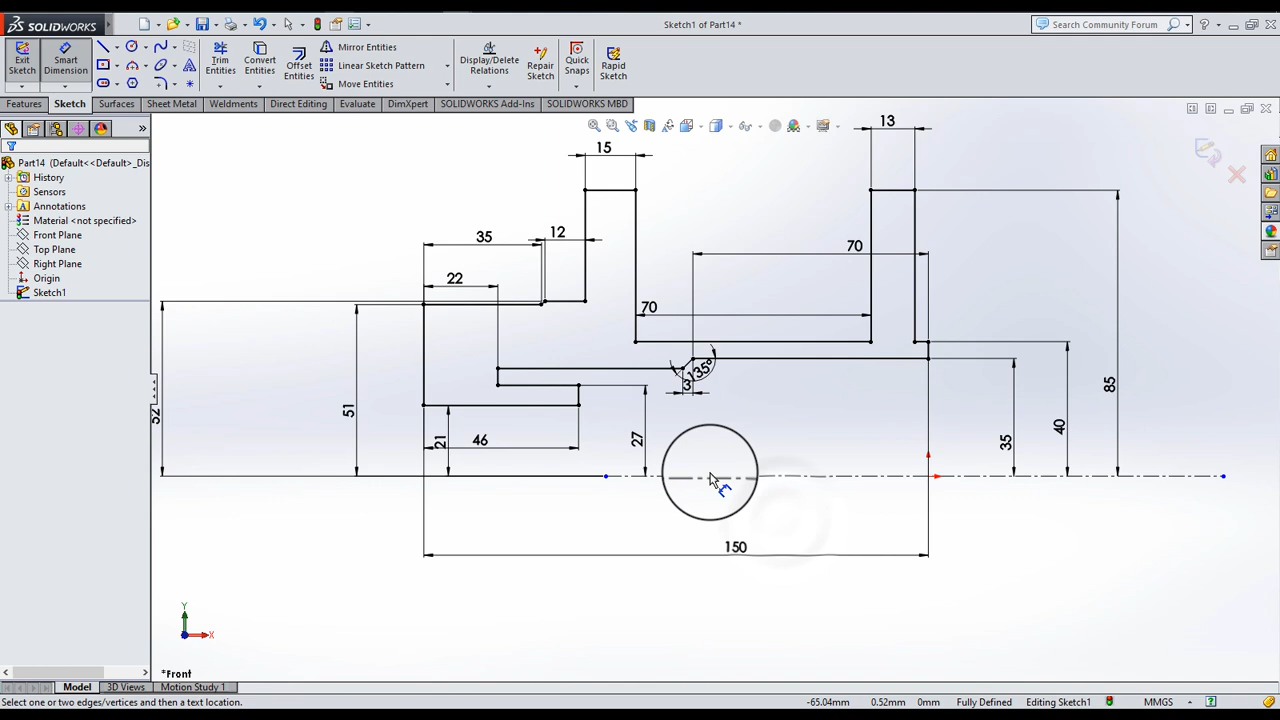 SOLIDWORKS
Sketch1 of Part14 *
Search Community Forum
Exit Sketch
Smart Dimension
Trim Entities
Convert Entities
Offset Entities
Mirror Entities
Linear Sketch Pattern
Move Entities
Display/Delete Relations
Repair Sketch
Quick Snaps
Rapid Sketch
Features Sketch Surfaces Sheet Metal Weldments Direct Editing Evaluate DimXpert SOLIDWORKS Add-Ins SOLIDWORKS MBD
Part14 (Default<<Default>_Dis
History
Sensors
Annotations
Material <not specified>
Front Plane
Top Plane
Right Plane
Origin
Sketch1
13
15
12
35
70
22
70
135°
3
85
52
51
40
35
27
21
46
150
Y
X
*Front
Model 3D Views Motion Study 1
Select one or two edges/vertices and then a text location.
-65.04mm 0.52mm 0mm Fully Defined Editing Sketch1 MMGS